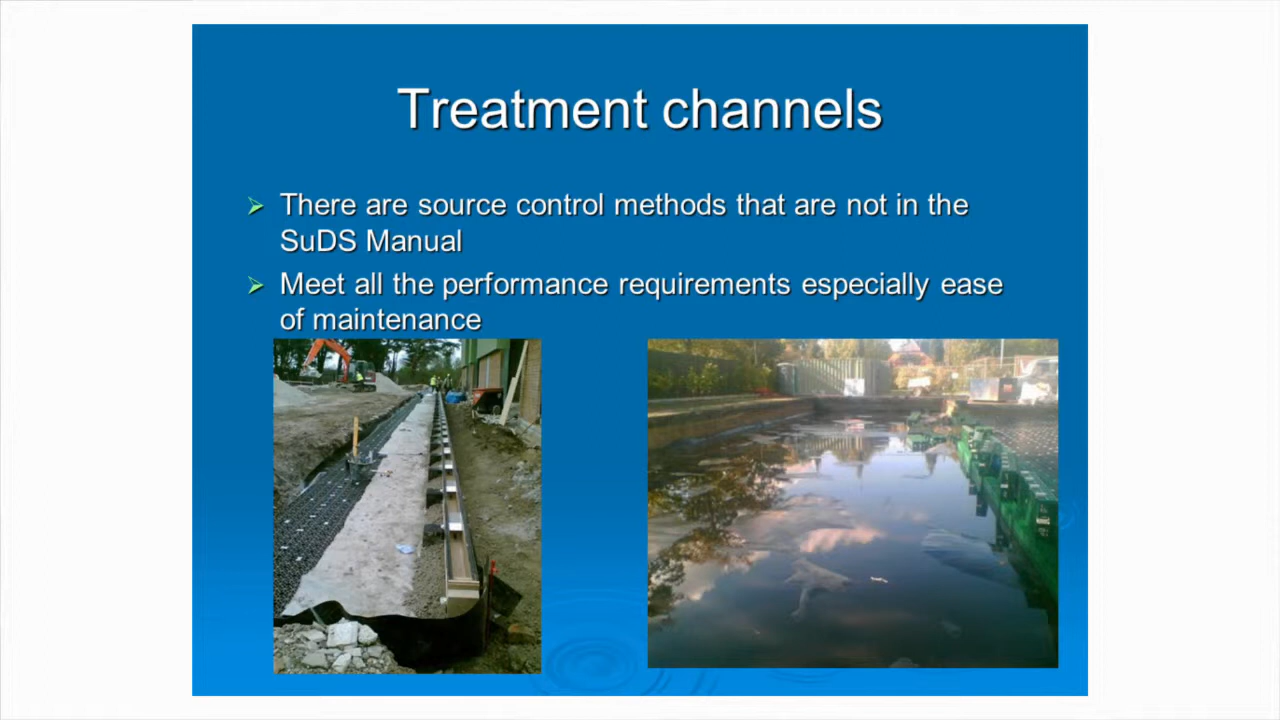 Treatment channels
There are source control methods that are not in the
SuDS Manual
Meet all the performance requirements especially ease
of maintenance